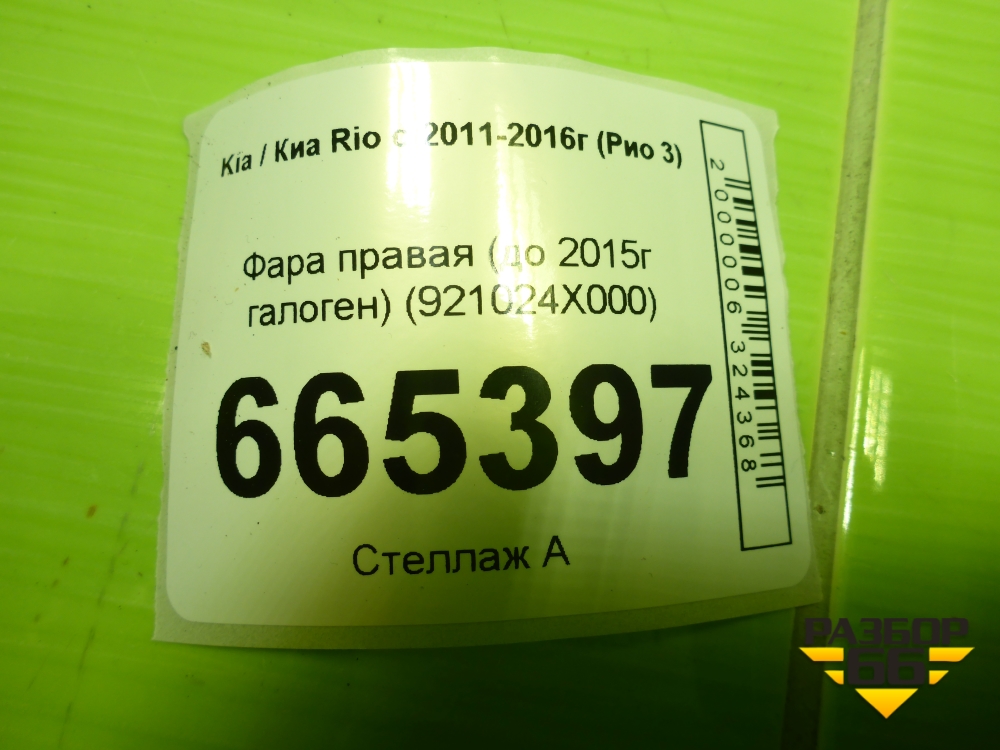 Kia / Киа Rio с 2011-2016г (Рио 3)
Фара правая (до 2015г
галоген) (921024X000)
665397
Стеллаж А
2000006324368
РАЗБОР
66